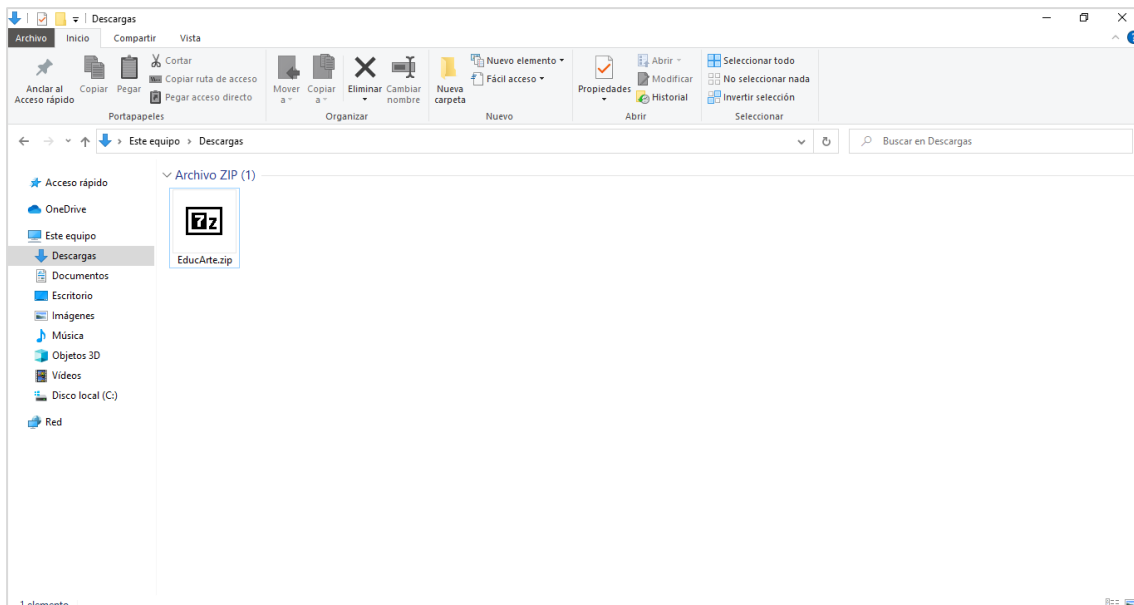 Descargas
Archivo Inicio Compartir Vista
Anclar al Acceso rápido
Copiar
Pegar
Cortar
Copiar ruta de acceso
Pegar acceso directo
Portapapeles
Mover a
Copiar a
Eliminar
Cambiar nombre
Organizar
Nueva carpeta
Nuevo elemento
Fácil acceso
Nuevo
Propiedades
Abrir
Modificar
Historial
Abrir
Seleccionar todo
No seleccionar nada
Invertir selección
Seleccionar
Este equipo > Descargas
Buscar en Descargas
Acceso rápido
OneDrive
Este equipo
Descargas
Documentos
Escritorio
Imágenes
Música
Objetos 3D
Vídeos
Disco local (C:)
Red
Archivo ZIP (1)
7z
EducArte.zip
1 elemento